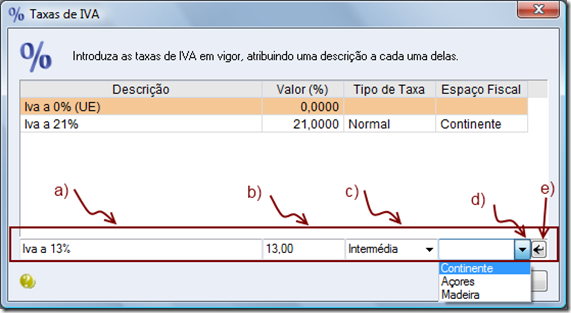 % Taxas de IVA
% Introduza as taxas de IVA em vigor, atribuindo uma descrição a cada uma delas.
Descrição Valor (%) Tipo de Taxa Espaço Fiscal
Iva a 0% (UE) 0,0000
Iva a 21% 21,0000 Normal Continente
a) b) c) d) e)
Iva a 13% 13,00 Intermédia
Continente
Açores
Madeira